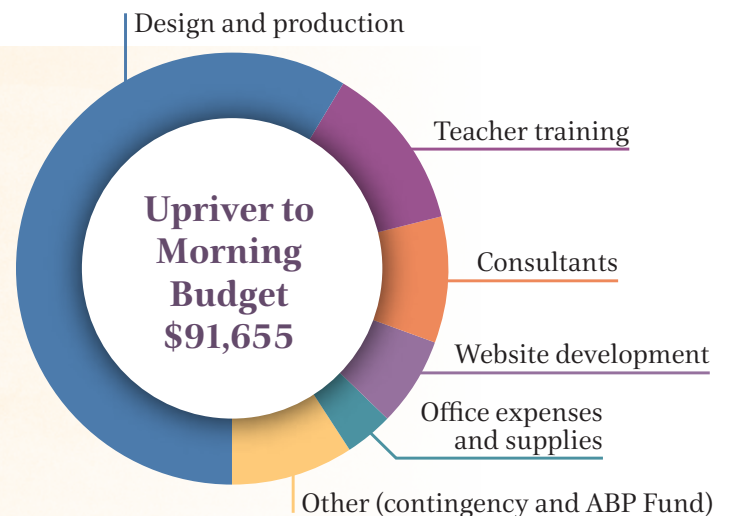 Design and production
Teacher training
Upriver to
Morning
Budget
$91,655
Consultants
Website development
Office expenses
and supplies
Other (contingency and ABP Fund)